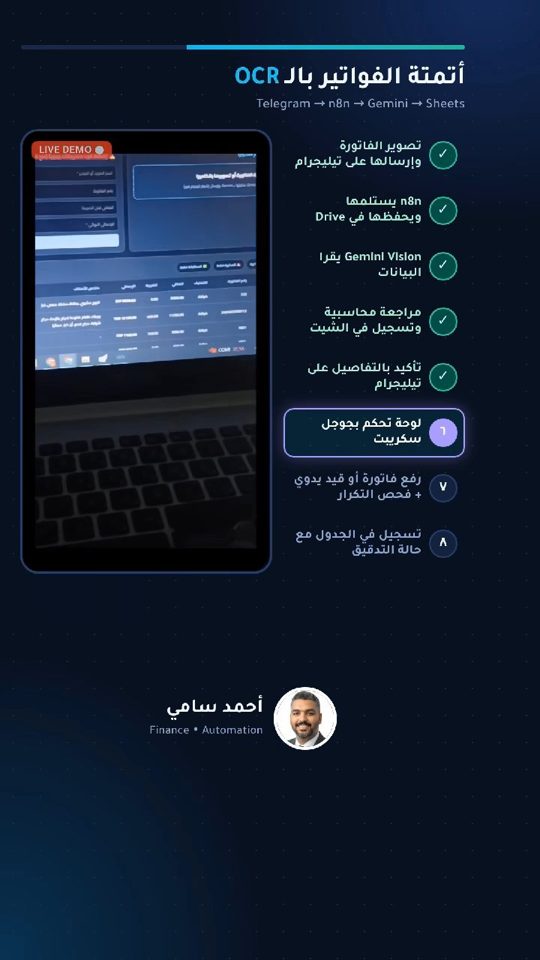 أتمتة الفواتير بالـ OCR
Telegram → n8n → Gemini → Sheets
LIVE DEMO
تصوير الفاتورة
وإرسالها على تيليجرام
n8n يستلمها
ويحفظها في Drive
Gemini Vision يقرا
البيانات
مراجعة محاسبية
وتسجيل في الشيت
تأكيد بالتفاصيل على
تيليجرام
٦
لوحة تحكم بجوجل
سكريبت
٧
رفع فاتورة أو قيد يدوي
+ فحص التكرار
٨
تسجيل في الجدول مع
حالة التدقيق
أحمد سامي
Finance • Automation